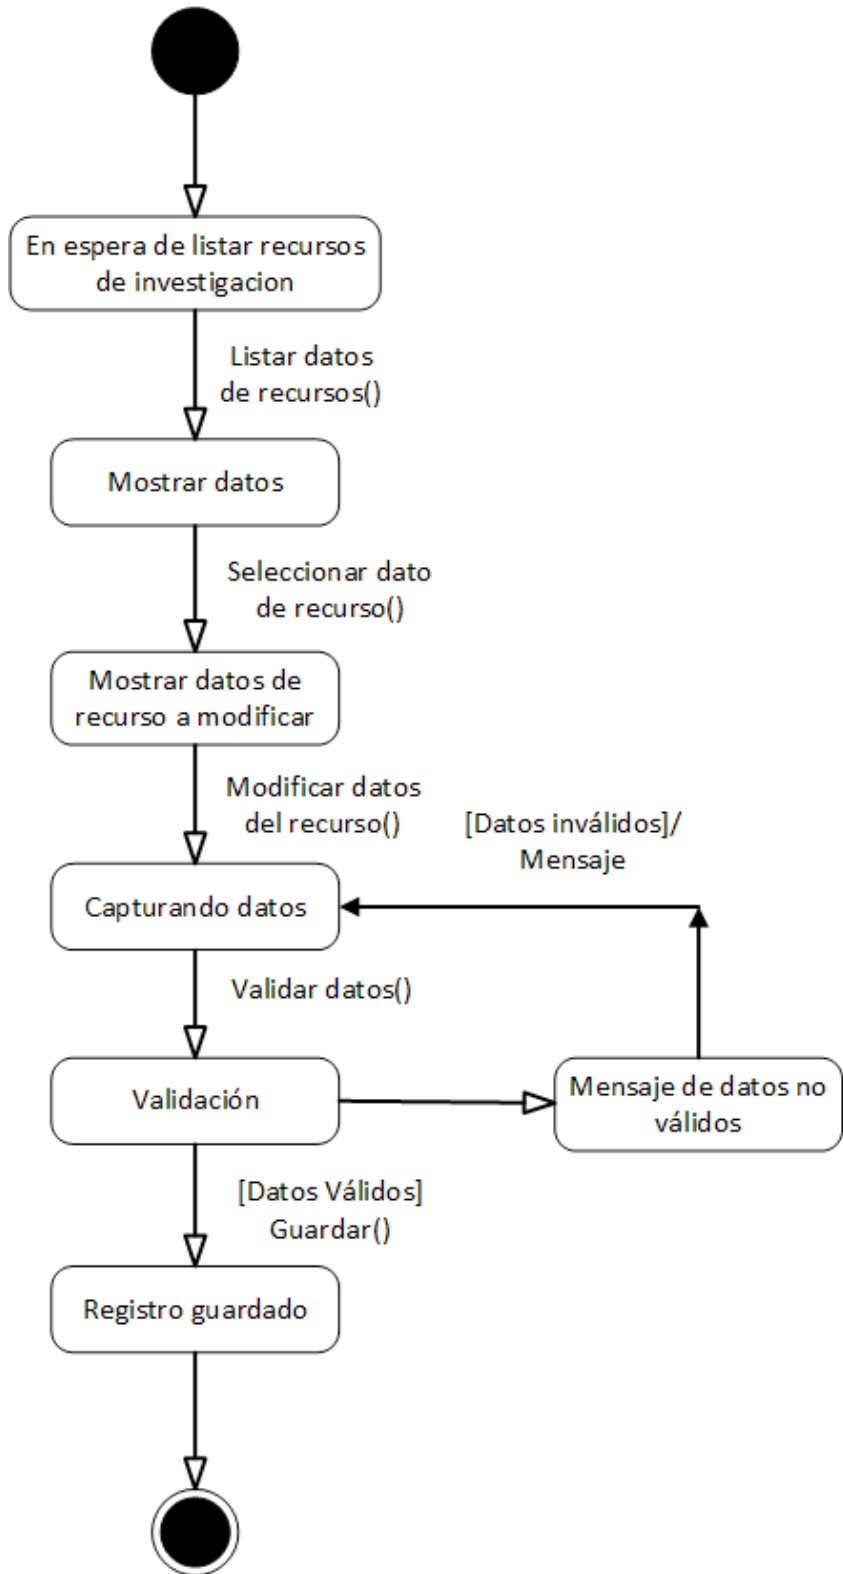 En espera de listar recursos
de investigacion
Listar datos
de recursos()
Mostrar datos
Seleccionar dato
de recurso()
Mostrar datos de
recurso a modificar
Modificar datos
del recurso()
[Datos inválidos]/
Mensaje
Capturando datos
Validar datos()
Validación
Mensaje de datos no
válidos
[Datos Válidos]
Guardar()
Registro guardado